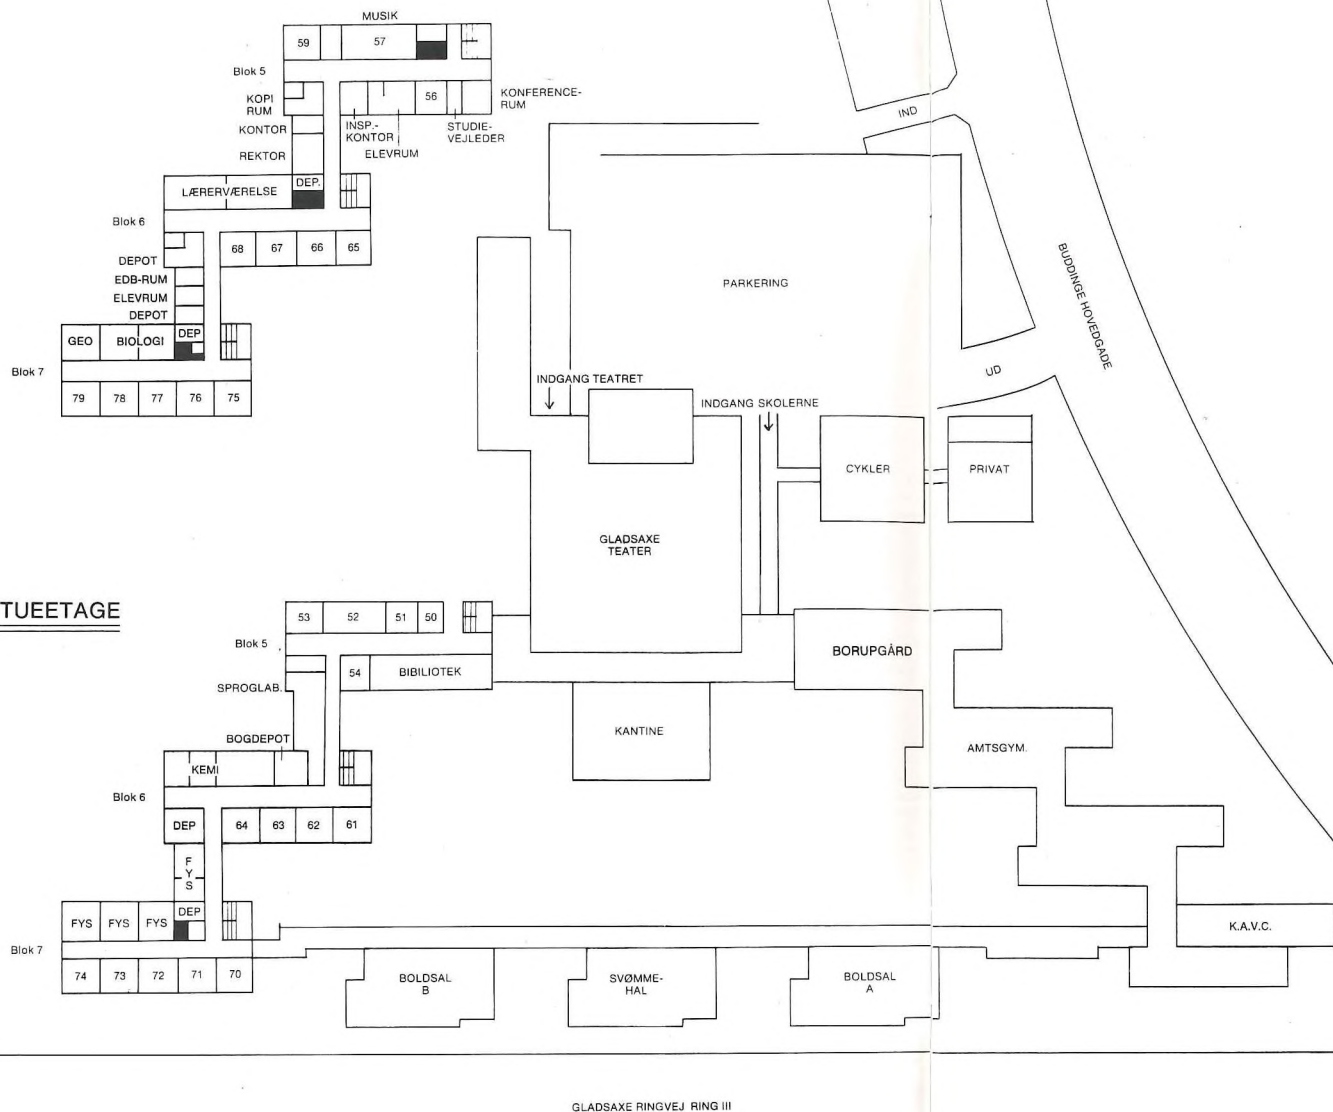 MUSIK
59
57
Blok 5
KOPI
RUM
56
KONFERENCE-
RUM
KONTOR
INSP.-
KONTOR
STUDIE-
VEJLEDER
ELEVRUM
REKTOR
LÆRERVÆRELSE
DEP.
Blok 6
68
67
66
65
DEPOT
EDB-RUM
ELEVRUM
DEPOT
GEO
BIOLOGI
DEP
Blok 7
79
78
77
76
75
IND
BUDDINGE HOVEDGADE
PARKERING
UD
INDGANG TEATRET
INDGANG SKOLERNE
CYKLER
PRIVAT
GLADSAXE
TEATER
TUEETAGE
53
52
51
50
Blok 5
54
BIBILIOTEK
SPROGLAB.
BORUPGÅRD
KANTINE
AMTSGYM.
BOGDEPOT
KEMI
Blok 6
DEP
64
63
62
61
F
Y
S
FYS
FYS
FYS
DEP
Blok 7
74
73
72
71
70
K.A.V.C.
BOLDSAL
B
SVØMME-
HAL
BOLDSAL
A
GLADSAXE RINGVEJ RING III